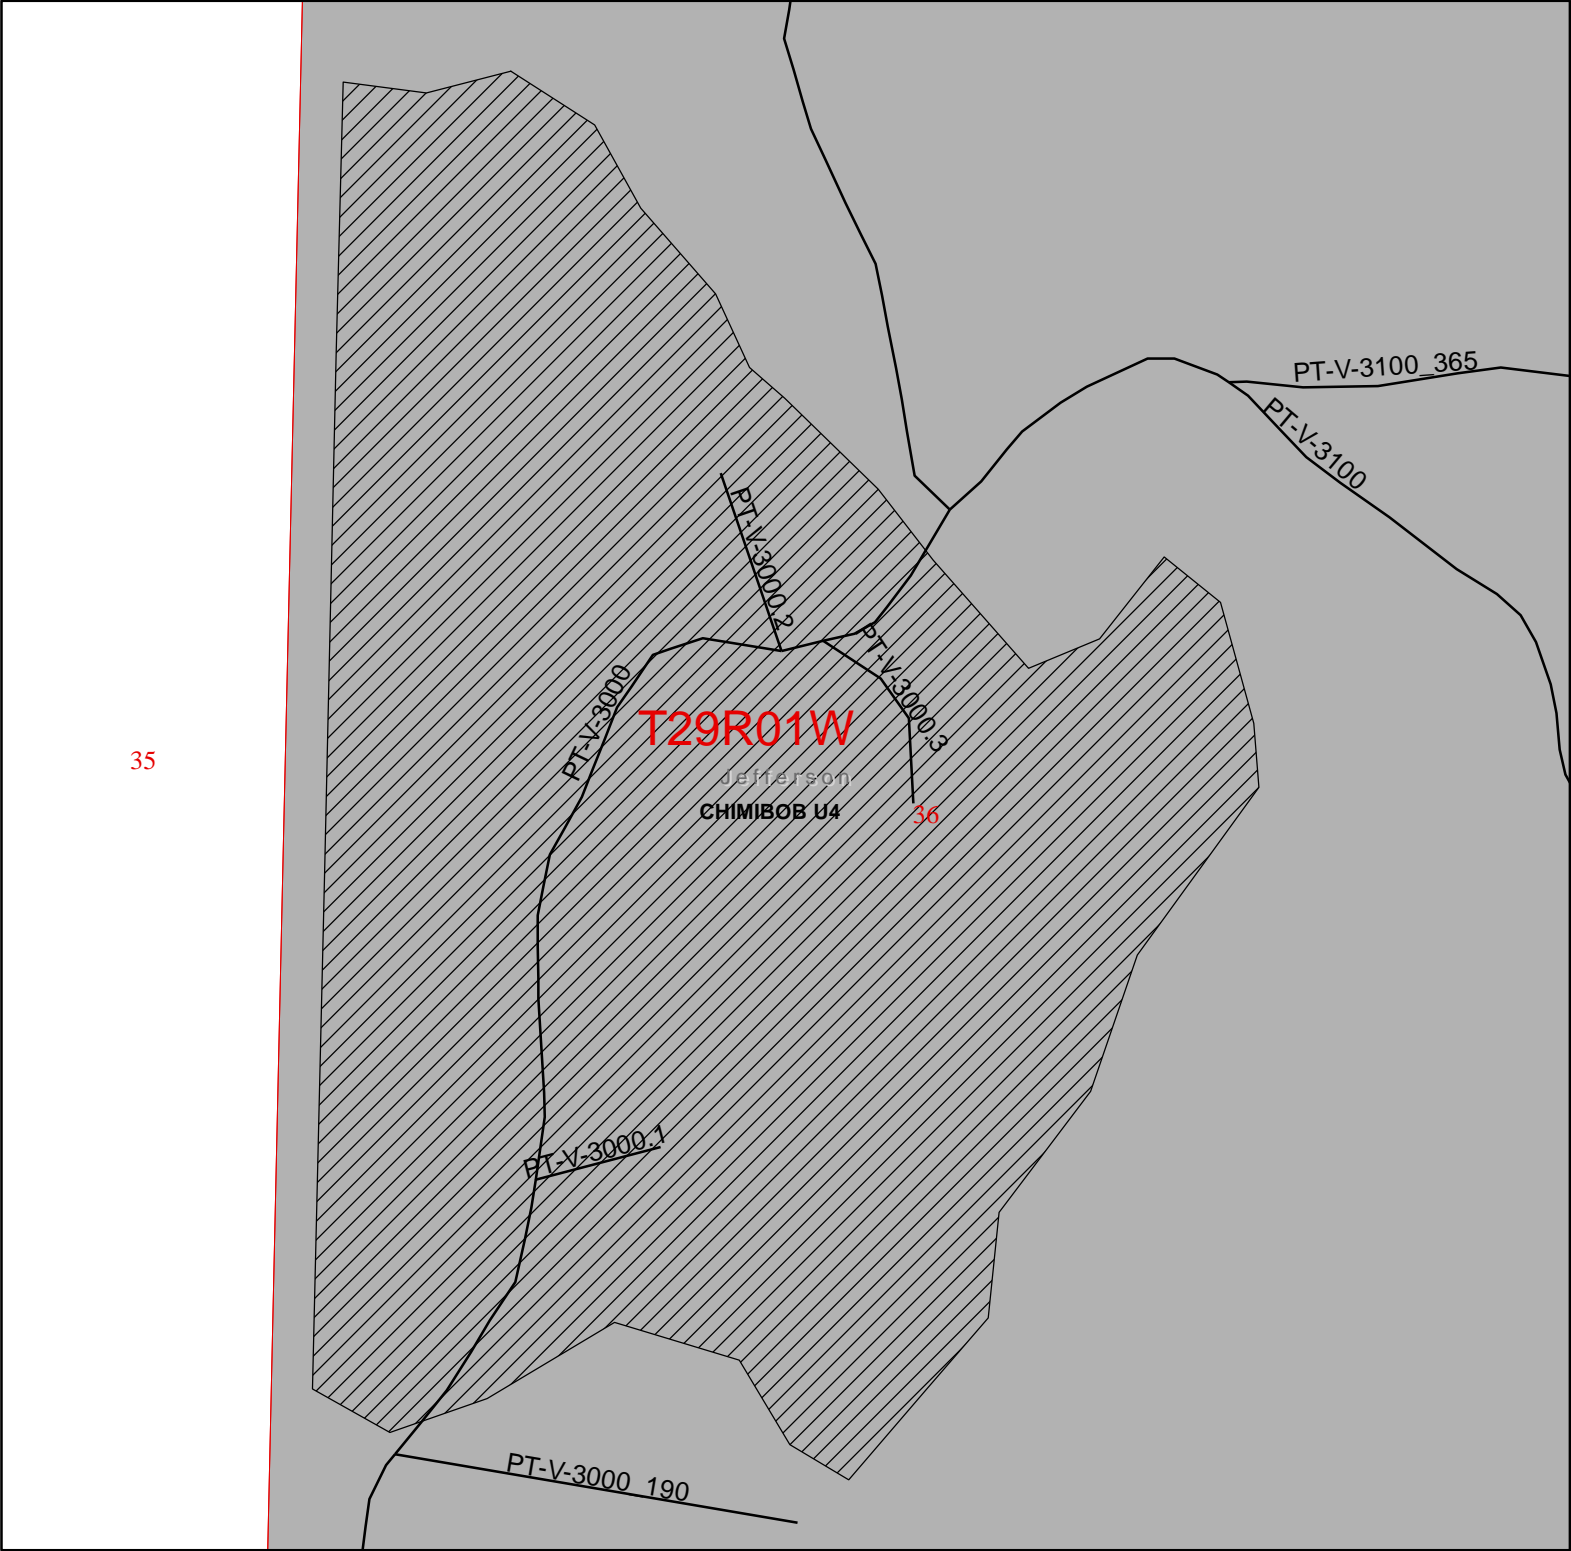 PT-V-3100_365
PT-V-3100
PT-V-3000.2
PT-V-3000.3
PT-V-3000
T29R01W
35
Jefferson
CHIMIBOB U4
36
PT-V-3000.1
PT-V-3000_190